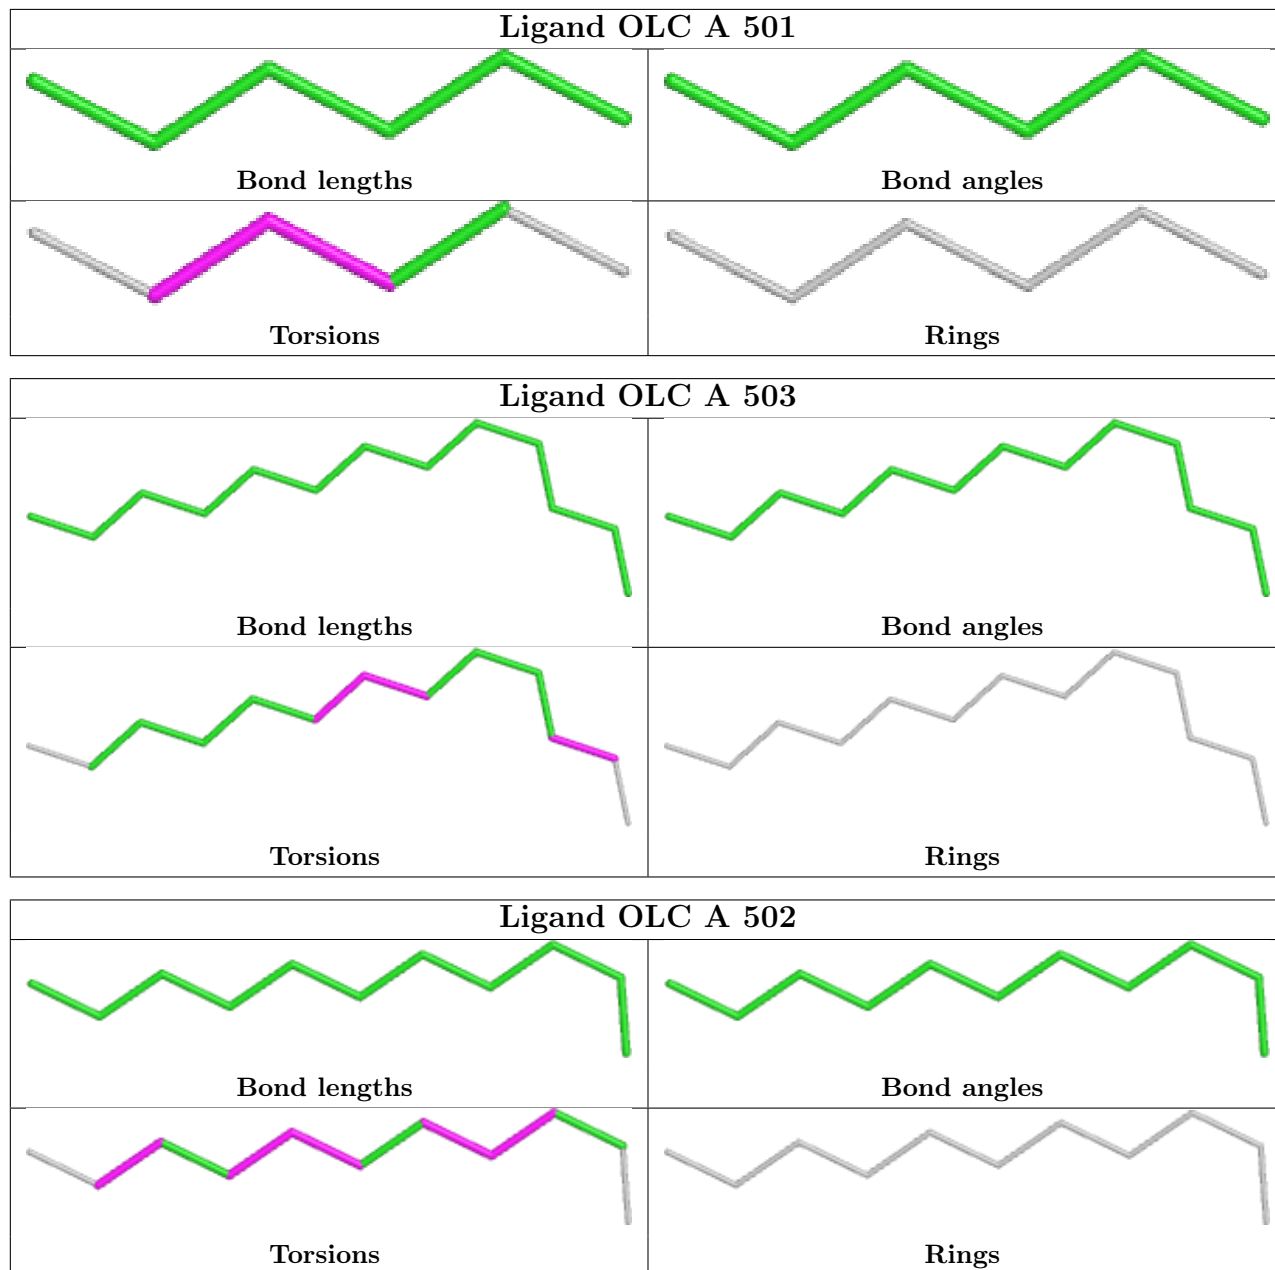 Ligand OLC A 501
Bond lengths
Bond angles
Torsions
Rings
Ligand OLC A 503
Bond lengths
Bond angles
Torsions
Rings
Ligand OLC A 502
Bond lengths
Bond angles
Torsions
Rings